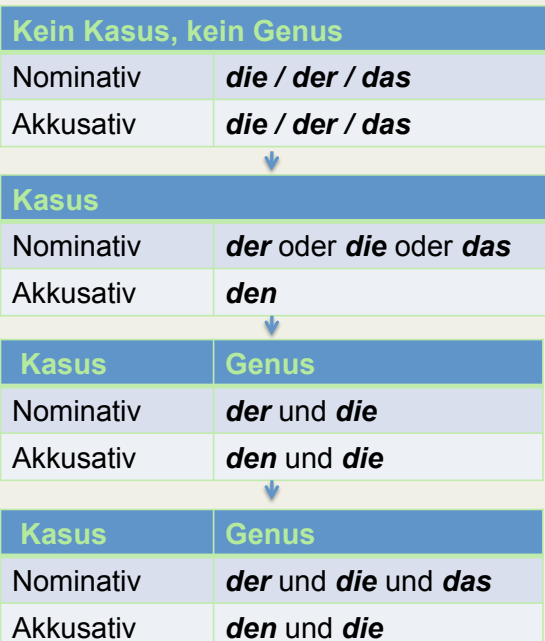 Kein Kasus, kein Genus
Nominativ die / der / das
Akkusativ die / der / das
Kasus
Nominativ der oder die oder das
Akkusativ den
Kasus Genus
Nominativ der und die
Akkusativ den und die
Kasus Genus
Nominativ der und die und das
Akkusativ den und die